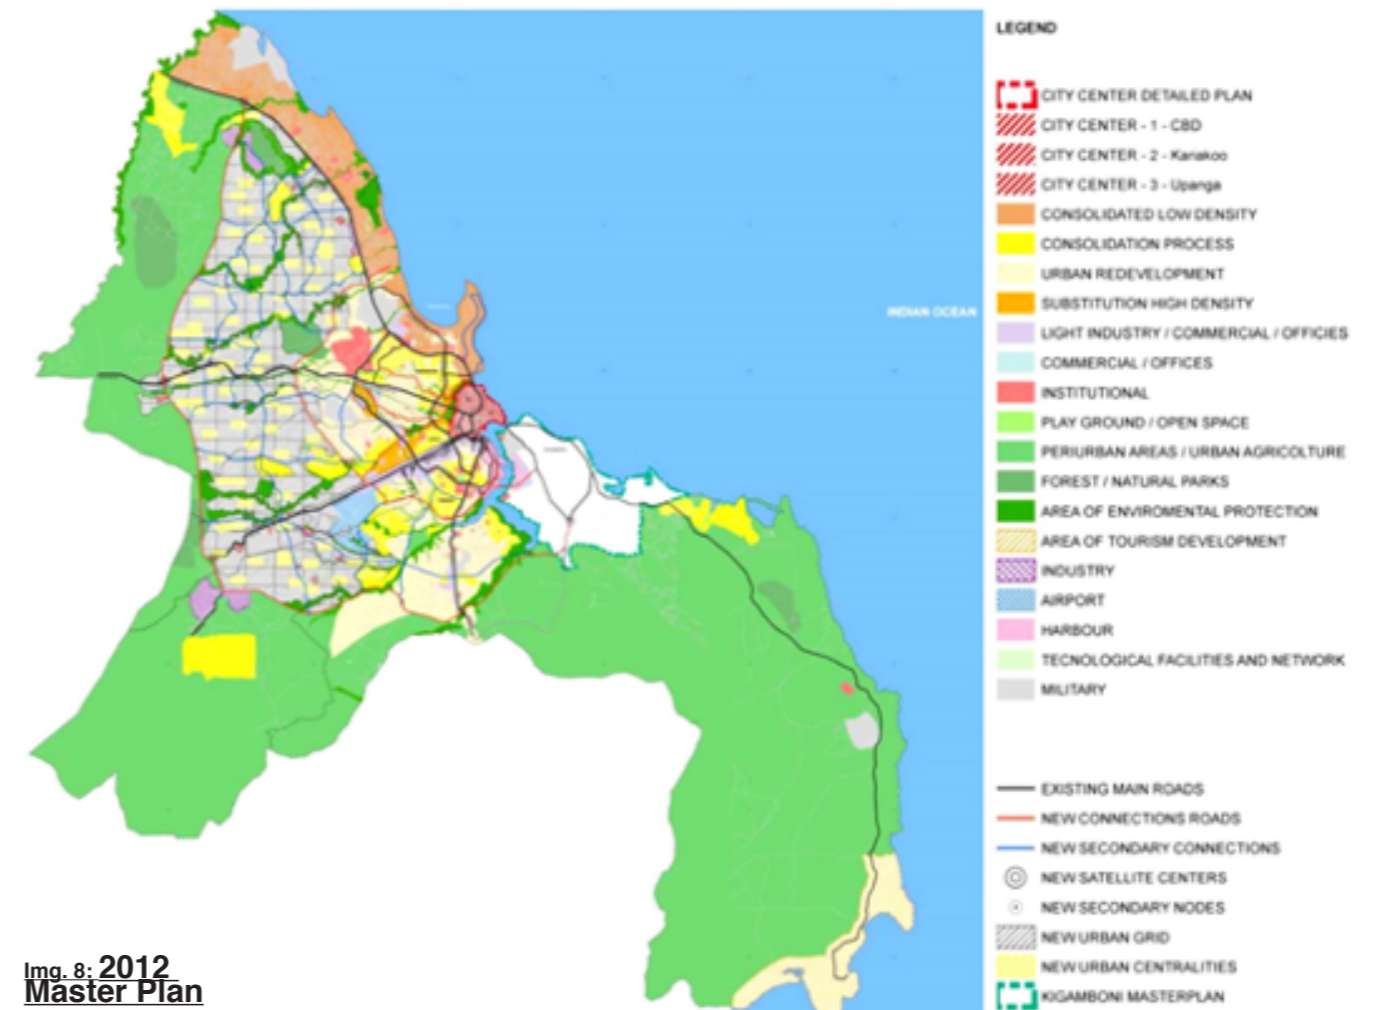 LEGEND
CITY CENTER DETAILED PLAN
CITY CENTER - 1 - CBD
CITY CENTER - 2 - Kariakoo
CITY CENTER - 3 - Upanga
CONSOLIDATED LOW DENSITY
CONSOLIDATION PROCESS
URBAN REDEVELOPMENT
SUBSTITUTION HIGH DENSITY
LIGHT INDUSTRY / COMMERCIAL / OFFICIES
COMMERCIAL / OFFICES
INSTITUTIONAL
PLAY GROUND / OPEN SPACE
PERIURBAN AREAS / URBAN AGRICOLTURE
FOREST / NATURAL PARKS
AREA OF ENVIROMENTAL PROTECTION
AREA OF TOURISM DEVELOPMENT
INDUSTRY
AIRPORT
HARBOUR
TECNOLOGICAL FACILITIES AND NETWORK
MILITARY
EXISTING MAIN ROADS
NEW CONNECTIONS ROADS
NEW SECONDARY CONNECTIONS
NEW SATELLITE CENTERS
NEW SECONDARY NODES
NEW URBAN GRID
NEW URBAN CENTRALITIES
KIGAMBONI MASTERPLAN
INDIAN OCEAN
Img. 8: 2012
Master Plan